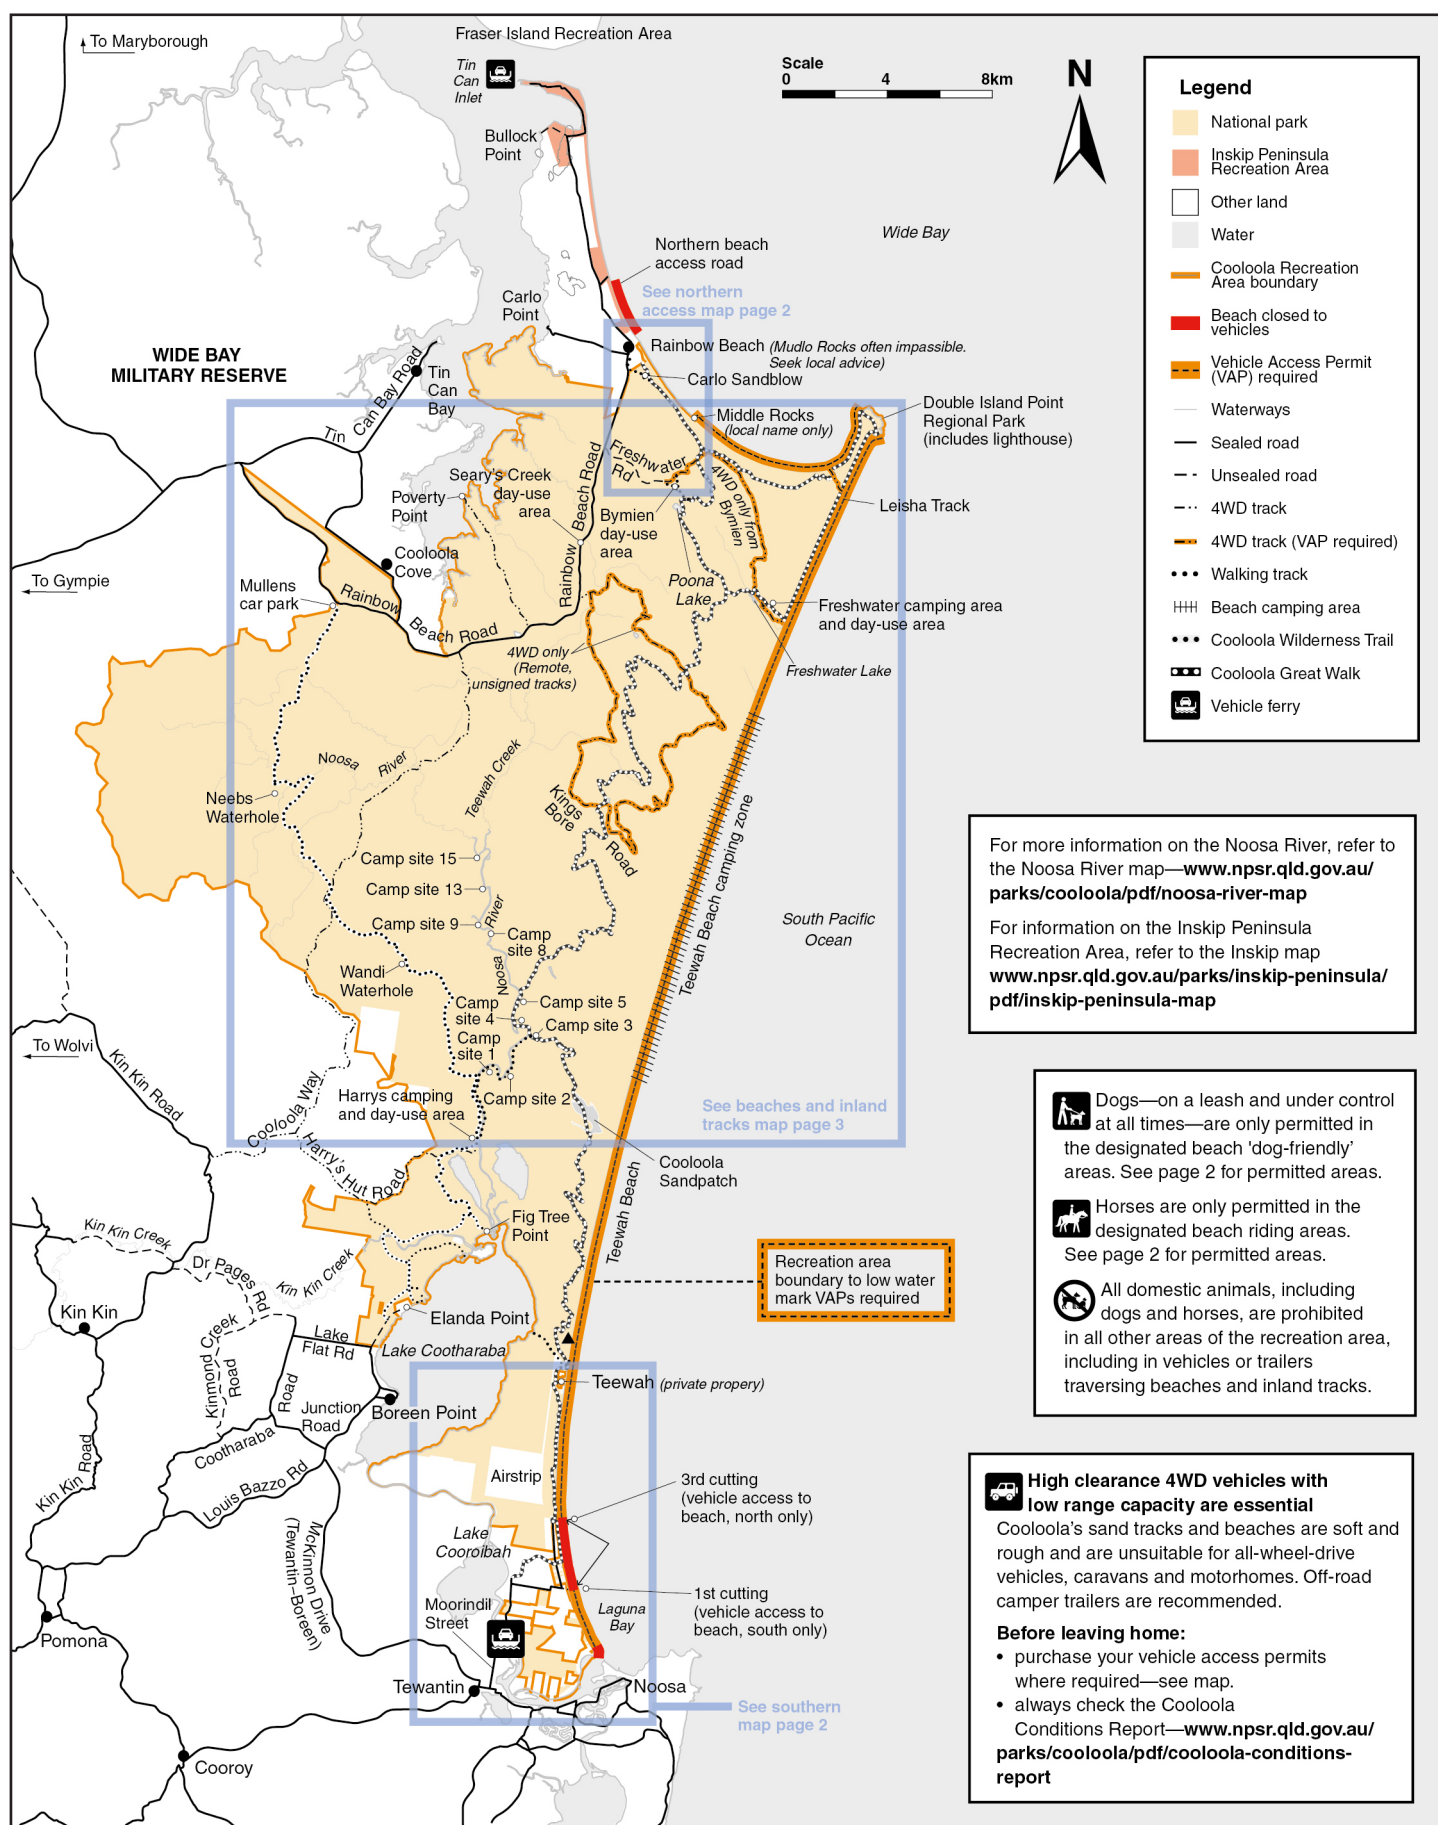 To Maryborough
Fraser Island Recreation Area
Tin
Can
Inlet
Bullock
Point
Scale
0 4 8km
N
Wide Bay
Northern beach
access road
See northern
access map page 2
Carlo
Point
WIDE BAY
MILITARY RESERVE
Rainbow Beach (Mudlo Rocks often impassible.
Seek local advice)
Carlo Sandblow
Tin
Can
Bay
Tin Can Bay Road
Middle Rocks
(local name only)
Double Island Point
Regional Park
(includes lighthouse)
Freshwater
Rd
4WD only from
Bymien
Seary's Creek
day-use
area
Rainbow Beach Road
Poverty
Point
Bymien
day-use
area
Leisha Track
Cooloola
Cove
To Gympie
Mullens
car park
Rainbow
Beach Road
Poona
Lake
Freshwater camping area
and day-use area
4WD only
(Remote,
unsigned tracks)
Freshwater Lake
Noosa River
Teewah Creek
Neebs
Waterhole
Kings
Bore
Road
Teewah Beach camping zone
Camp site 15
Camp site 13
Camp site 9
Camp
site 8
Noosa River
South Pacific
Ocean
Wandi
Waterhole
Camp
site 4
Camp site 5
Camp site 3
Camp
site 1
Camp site 2
To Wolvi
Kin Kin Road
Cooloola Way
Harrys camping
and day-use area
See beaches and inland
tracks map page 3
Harry's Hut Road
Cooloola
Sandpatch
Teewah Beach
Fig Tree
Point
Kin Kin Creek
Dr Pages
Rd
Kin Kin Creek
Recreation area
boundary to low water
mark VAPs required
Kin Kin
Elanda Point
Lake
Flat Rd
Lake Cootharaba
Kinmond Creek
Road
Road
Junction
Road
Cootharaba
Boreen Point
Teewah (private propery)
Kin Kin Road
Louis Bazzo Rd
Airstrip
3rd cutting
(vehicle access to
beach, north only)
McKinnon Drive
(Tewantin–Boreen)
Lake
Cooroibah
Moorindil
Street
Laguna
Bay
1st cutting
(vehicle access to
beach, south only)
Pomona
Tewantin
Noosa
See southern
map page 2
Cooroy
Legend
National park
Inskip Peninsula
Recreation Area
Other land
Water
Cooloola Recreation
Area boundary
Beach closed to
vehicles
Vehicle Access Permit
(VAP) required
Waterways
Sealed road
Unsealed road
4WD track
4WD track (VAP required)
Walking track
Beach camping area
Cooloola Wilderness Trail
Cooloola Great Walk
Vehicle ferry
For more information on the Noosa River, refer to
the Noosa River map—www.npsr.qld.gov.au/
parks/cooloola/pdf/noosa-river-map
For information on the Inskip Peninsula
Recreation Area, refer to the Inskip map
www.npsr.qld.gov.au/parks/inskip-peninsula/
pdf/inskip-peninsula-map
Dogs—on a leash and under control
at all times—are only permitted in
the designated beach 'dog-friendly’
areas. See page 2 for permitted areas.
Horses are only permitted in the
designated beach riding areas.
See page 2 for permitted areas.
All domestic animals, including
dogs and horses, are prohibited
in all other areas of the recreation area,
including in vehicles or trailers
traversing beaches and inland tracks.
High clearance 4WD vehicles with
low range capacity are essential
Cooloola’s sand tracks and beaches are soft and
rough and are unsuitable for all-wheel-drive
vehicles, caravans and motorhomes. Off-road
camper trailers are recommended.
Before leaving home:
• purchase your vehicle access permits
where required—see map.
• always check the Cooloola
Conditions Report—www.npsr.qld.gov.au/
parks/cooloola/pdf/cooloola-conditions-
report